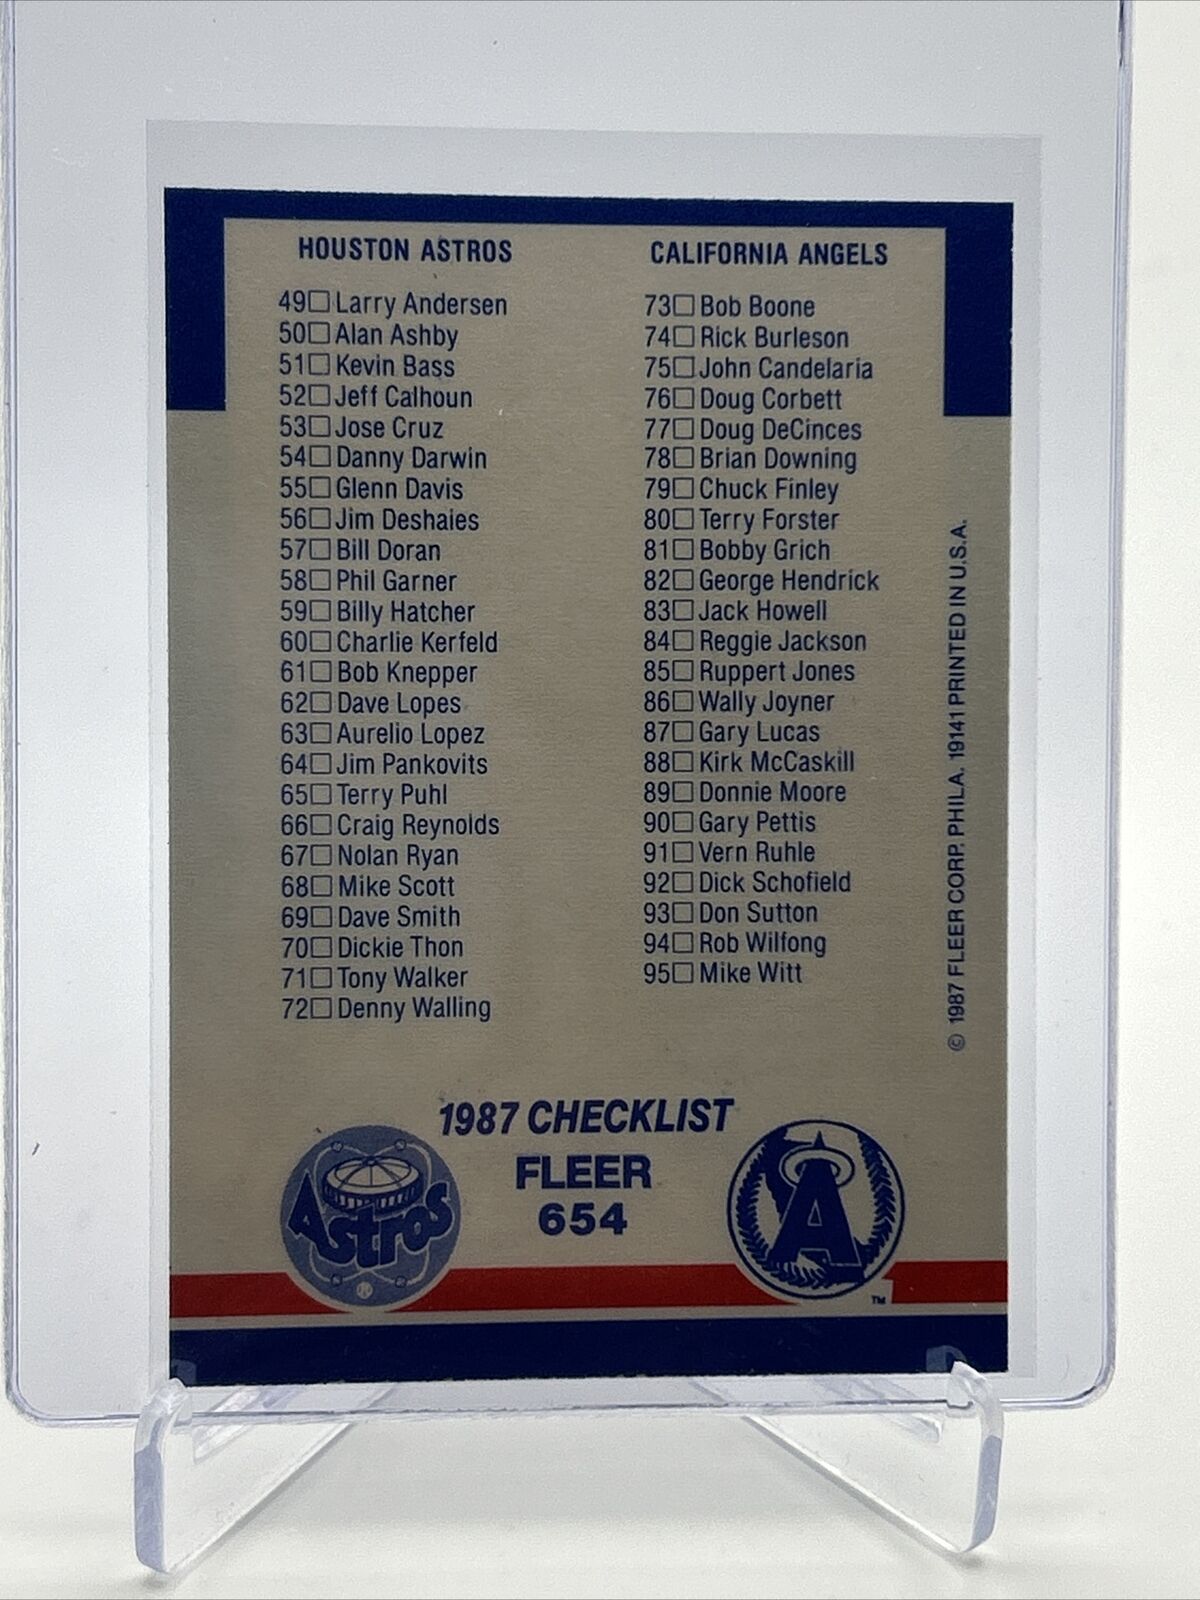 HOUSTON ASTROS
49 Larry Andersen
50 Alan Ashby
51 Kevin Bass
52 Jeff Calhoun
53 Jose Cruz
54 Danny Darwin
55 Glenn Davis
56 Jim Deshaies
57 Bill Doran
58 Phil Garner
59 Billy Hatcher
60 Charlie Kerfeld
61 Bob Knepper
62 Dave Lopes
63 Aurelio Lopez
64 Jim Pankovits
65 Terry Puhl
66 Craig Reynolds
67 Nolan Ryan
68 Mike Scott
69 Dave Smith
70 Dickie Thon
71 Tony Walker
72 Denny Walling
CALIFORNIA ANGELS
73 Bob Boone
74 Rick Burleson
75 John Candelaria
76 Doug Corbett
77 Doug DeCinces
78 Brian Downing
79 Chuck Finley
80 Terry Forster
81 Bobby Grich
82 George Hendrick
83 Jack Howell
84 Reggie Jackson
85 Ruppert Jones
86 Wally Joyner
87 Gary Lucas
88 Kirk McCaskill
89 Donnie Moore
90 Gary Pettis
91 Vern Ruhle
92 Dick Schofield
93 Don Sutton
94 Rob Wilfong
95 Mike Witt
© 1987 FLEER CORP. PHILA. 19141 PRINTED IN U.S.A.
1987 CHECKLIST
FLEER
654
Astros
®
A
TM